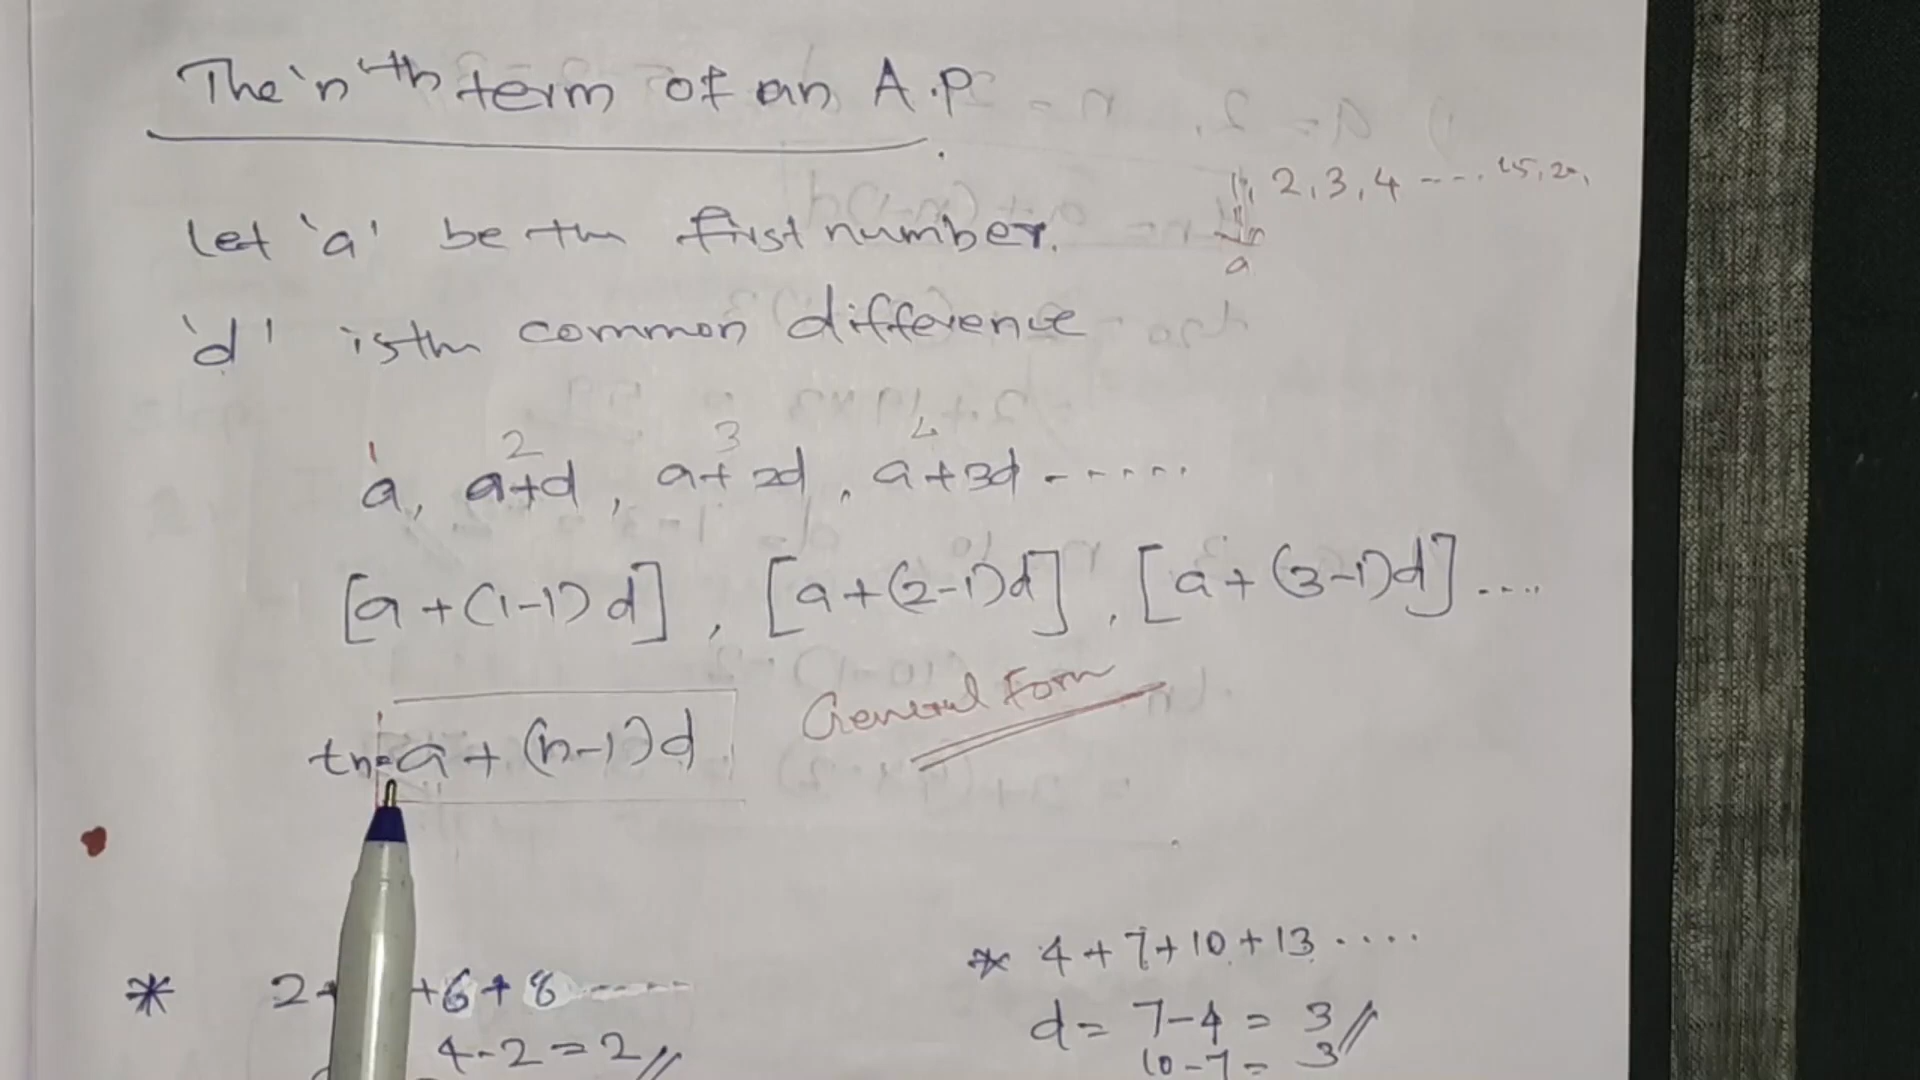 The 'n'th term of an A.P.
1, 2, 3, 4 ---- 15, 20,
a
Let 'a' be the first number.
'd' is the common difference
1 2 3 4
a, a+d, a+2d, a+3d ......
[a+(1-1)d], [a+(2-1)d], [a+(3-1)d] ....
tn=a+(n-1)d
General Form
* 2+ +6+8 -----
4-2=2//
* 4+7+10+13 ....
d= 7-4 = 3//
10-7= 3